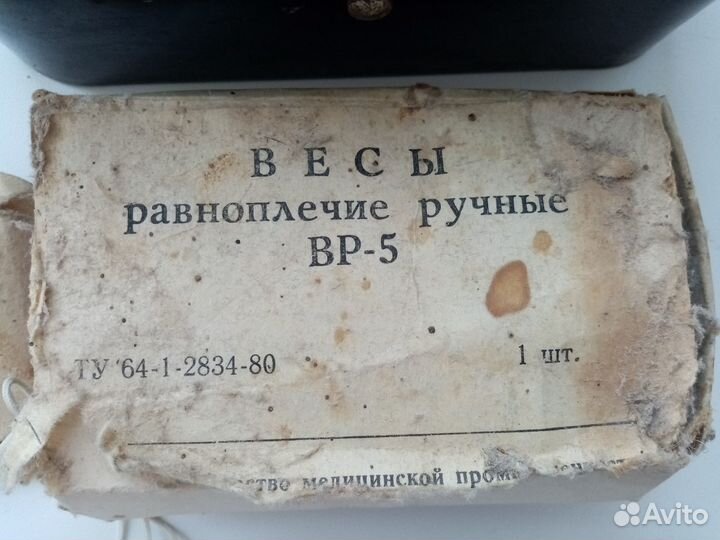 ВЕСЫ
равноплечие ручные
ВР-5
ТУ 64-1-2834-80 1 шт.
медицинской
Avito